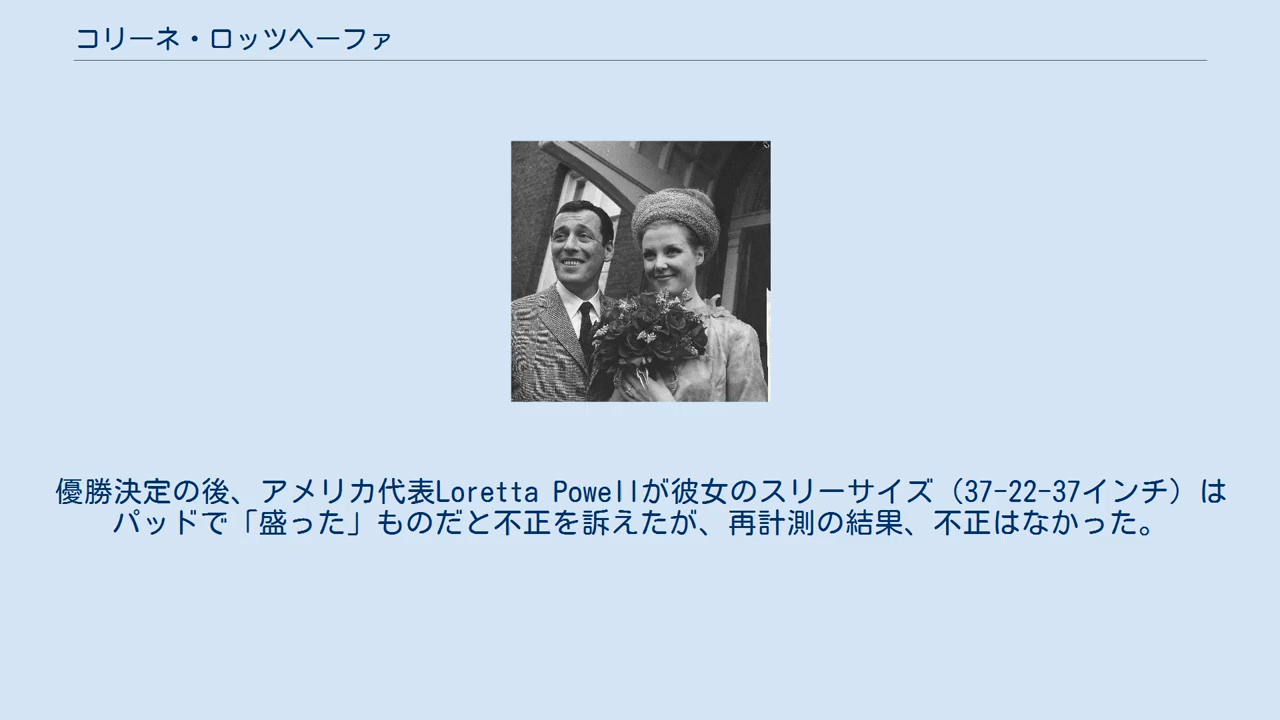 コリーネ・ロッツヘーファ
優勝決定の後、アメリカ代表Loretta Powellが彼女のスリーサイズ（37-22-37インチ）は
パッドで「盛った」ものだと不正を訴えたが、再計測の結果、不正はなかった。